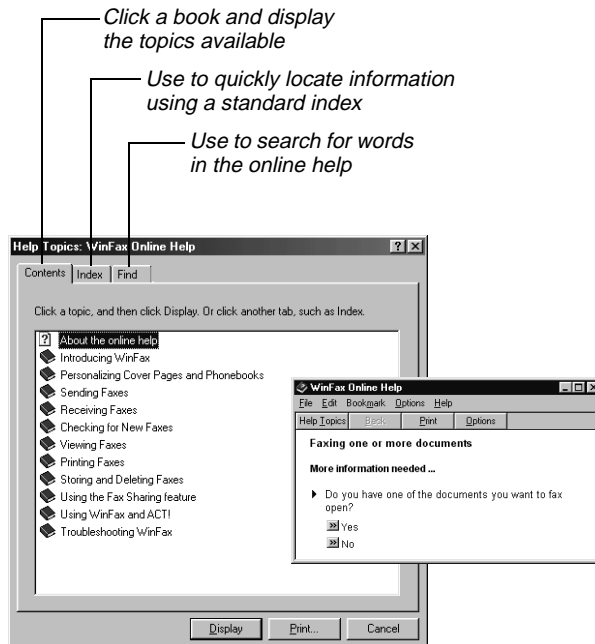 Click a book and display
the topics available
Use to quickly locate information
using a standard index
Use to search for words
in the online help
Help Topics: WinFax Online Help
Contents Index Find
Click a topic, and then click Display. Or click another tab, such as Index.
About the online help
Introducing WinFax
Personalizing Cover Pages and Phonebooks
Sending Faxes
Receiving Faxes
Checking for New Faxes
Viewing Faxes
Printing Faxes
Storing and Deleting Faxes
Using the Fax Sharing feature
Using WinFax and ACT!
Troubleshooting WinFax
Display Print... Cancel
WinFax Online Help
File Edit Bookmark Options Help
Help Topics Back Print Options
Faxing one or more documents
More information needed ...
Do you have one of the documents you want to fax
open?
Yes
No